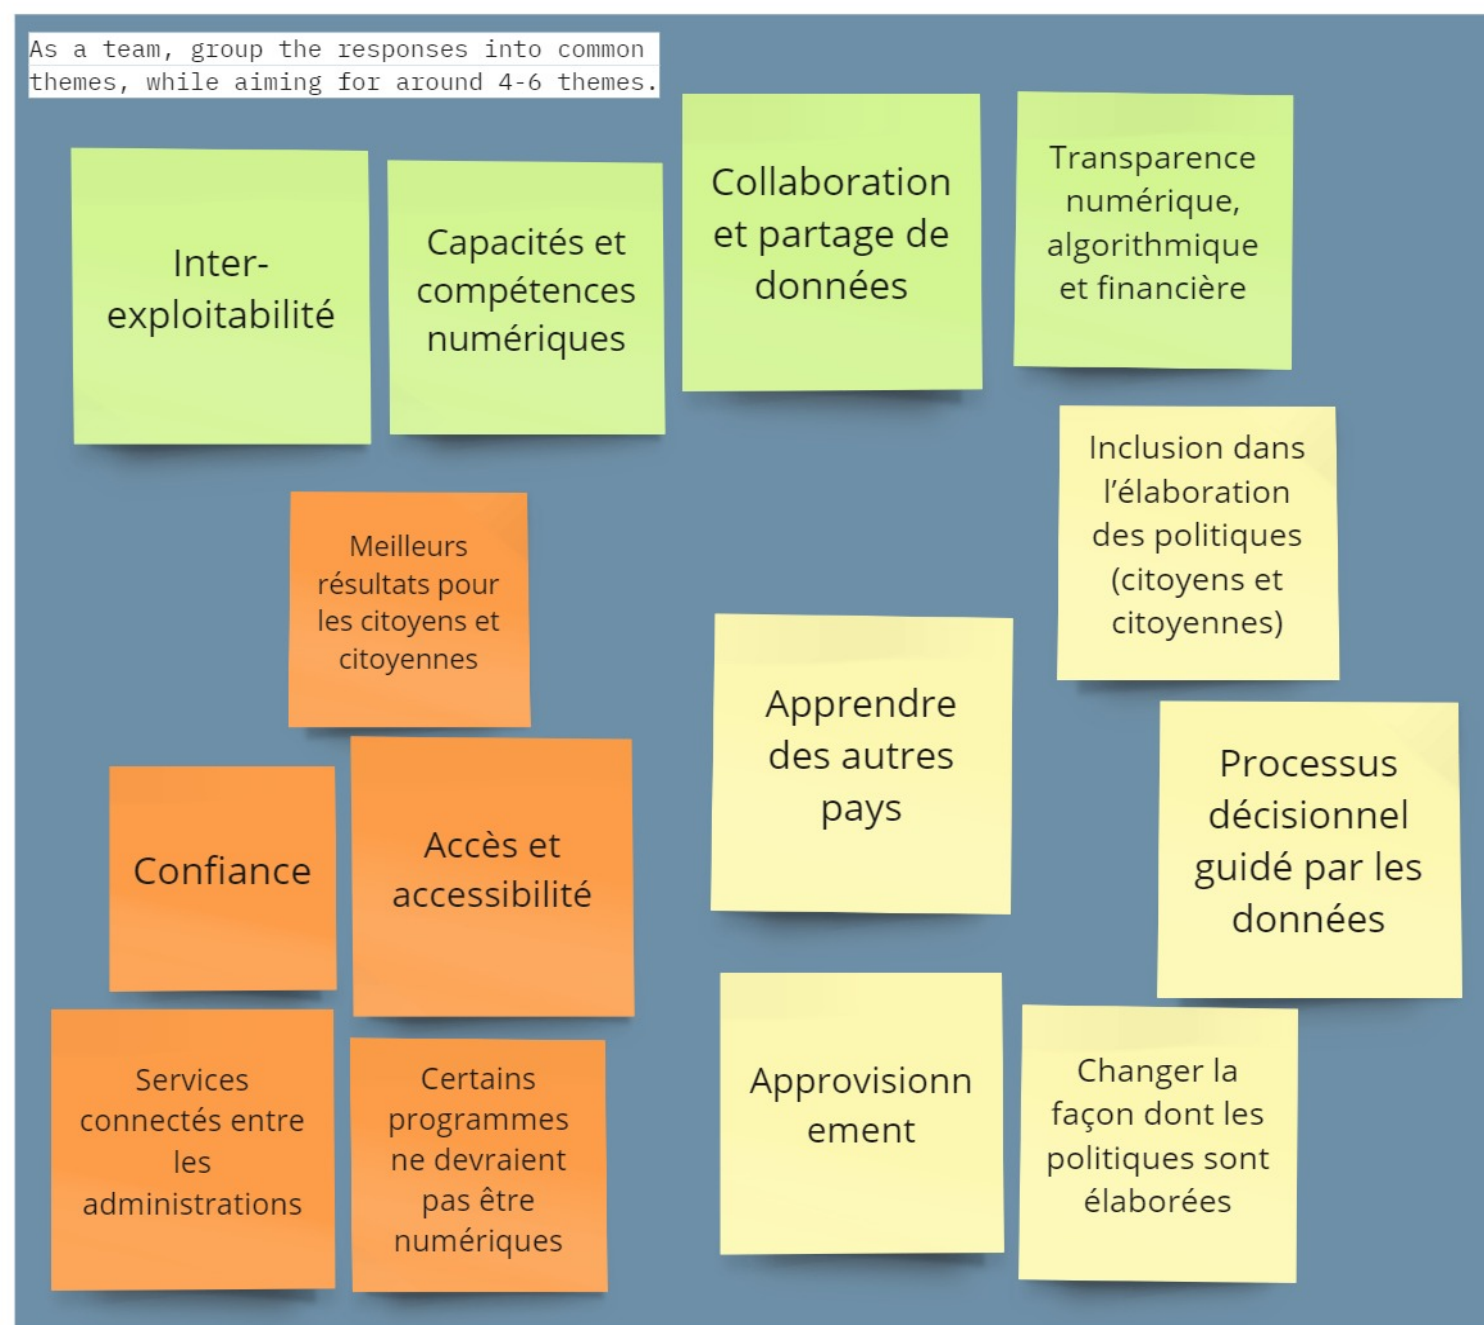 As a team, group the responses into common
themes, while aiming for around 4-6 themes.
Inter-
exploitabilité
Capacités et
compétences
numériques
Collaboration
et partage de
données
Transparence
numérique,
algorithmique
et financière
Inclusion dans
l’élaboration
des politiques
(citoyens et
citoyennes)
Meilleurs
résultats pour
les citoyens et
citoyennes
Apprendre
des autres
pays
Processus
décisionnel
guidé par les
données
Confiance
Accès et
accessibilité
Services
connectés entre
les
administrations
Certains
programmes
ne devraient
pas être
numériques
Approvisionn
ement
Changer la
façon dont les
politiques sont
élaborées